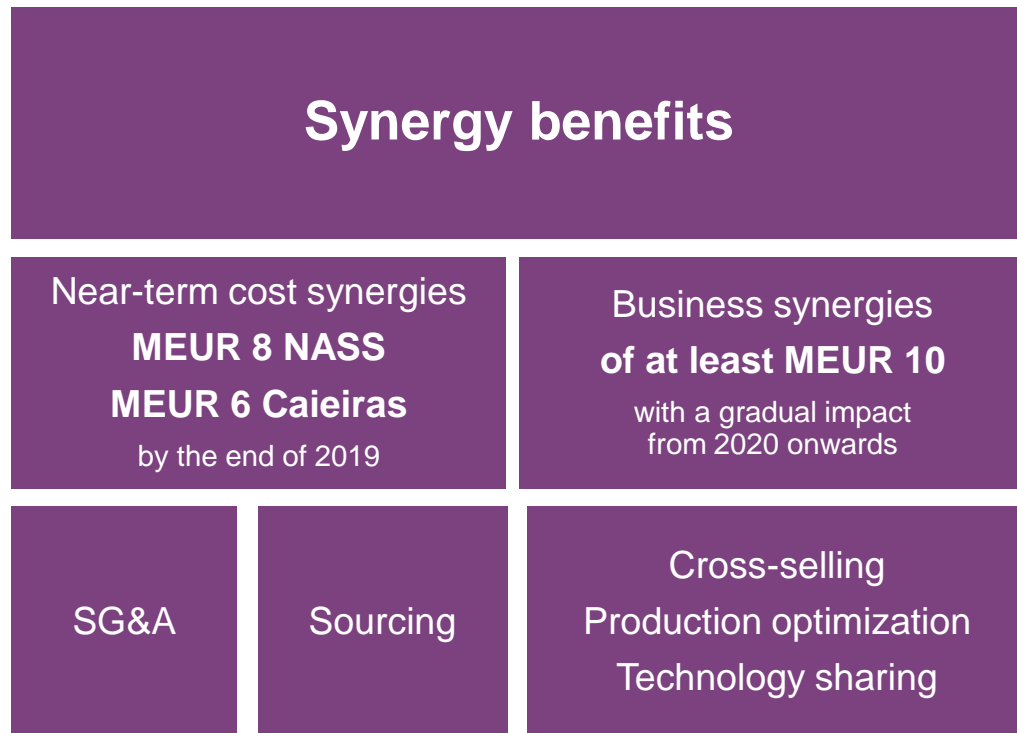 Synergy benefits
Near-term cost synergies
MEUR 8 NASS
MEUR 6 Caieiras
by the end of 2019
Business synergies
of at least MEUR 10
with a gradual impact
from 2020 onwards
SG&A
Sourcing
Cross-selling
Production optimization
Technology sharing